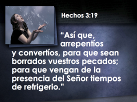 Hechos 3:19
“Así que,
arrepentios
y convertíos, para que sean
borrados vuestros pecados;
para que vengan de la
presencia del Señor tiempos
de refrigerio.”